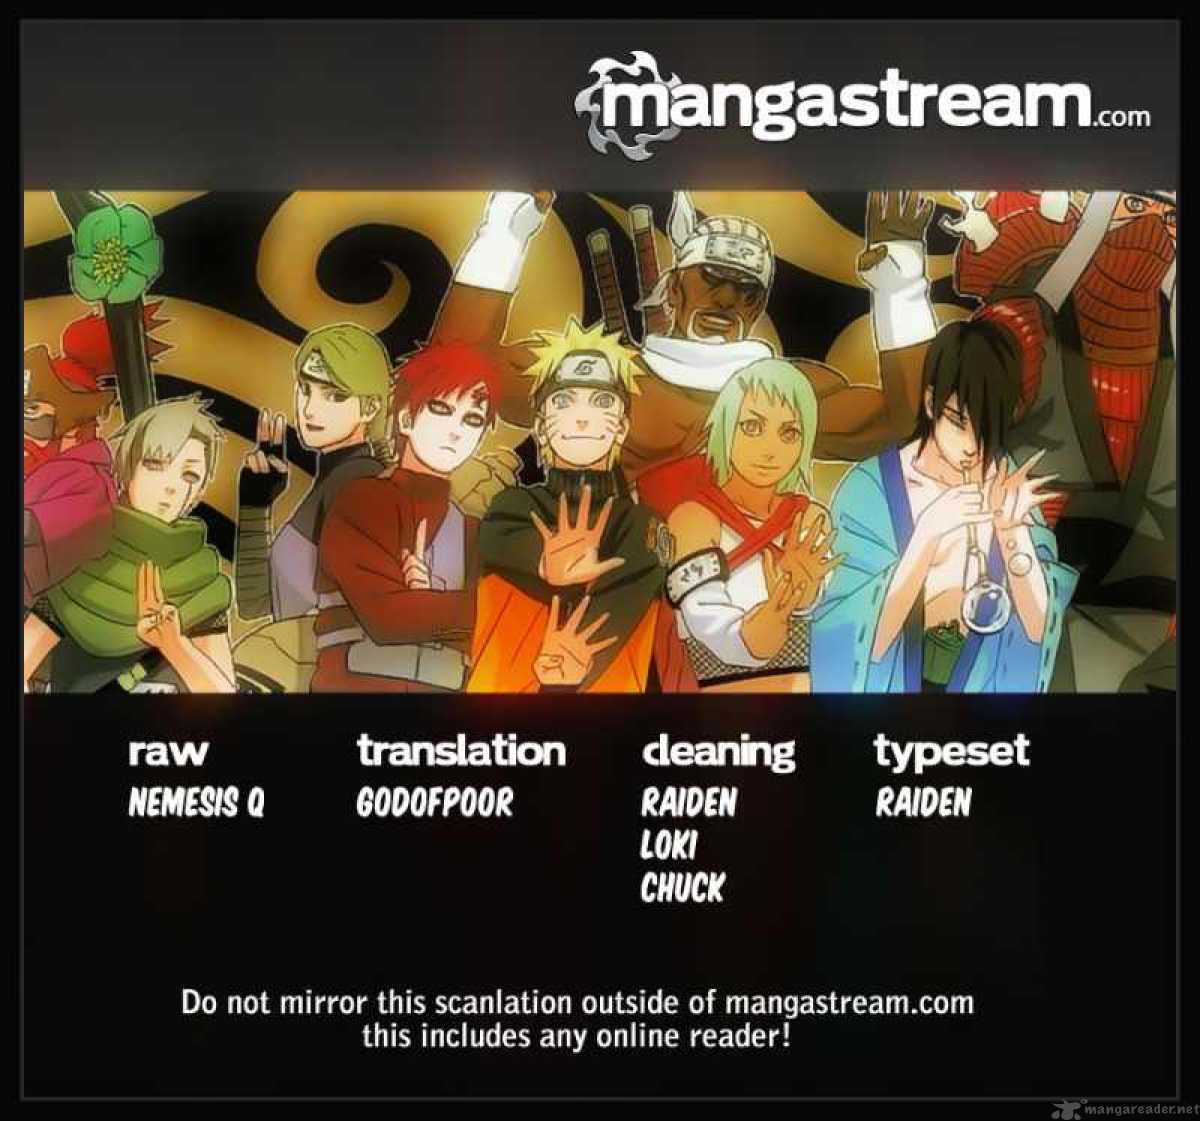 mangastream.com
raw translation cleaning typeset
NEMESIS Q GODOFPOOR RAIDEN RAIDEN
LOKI
CHUCK
Do not mirror this scanlation outside of mangastream.com
this includes any online reader!
mangareader.net